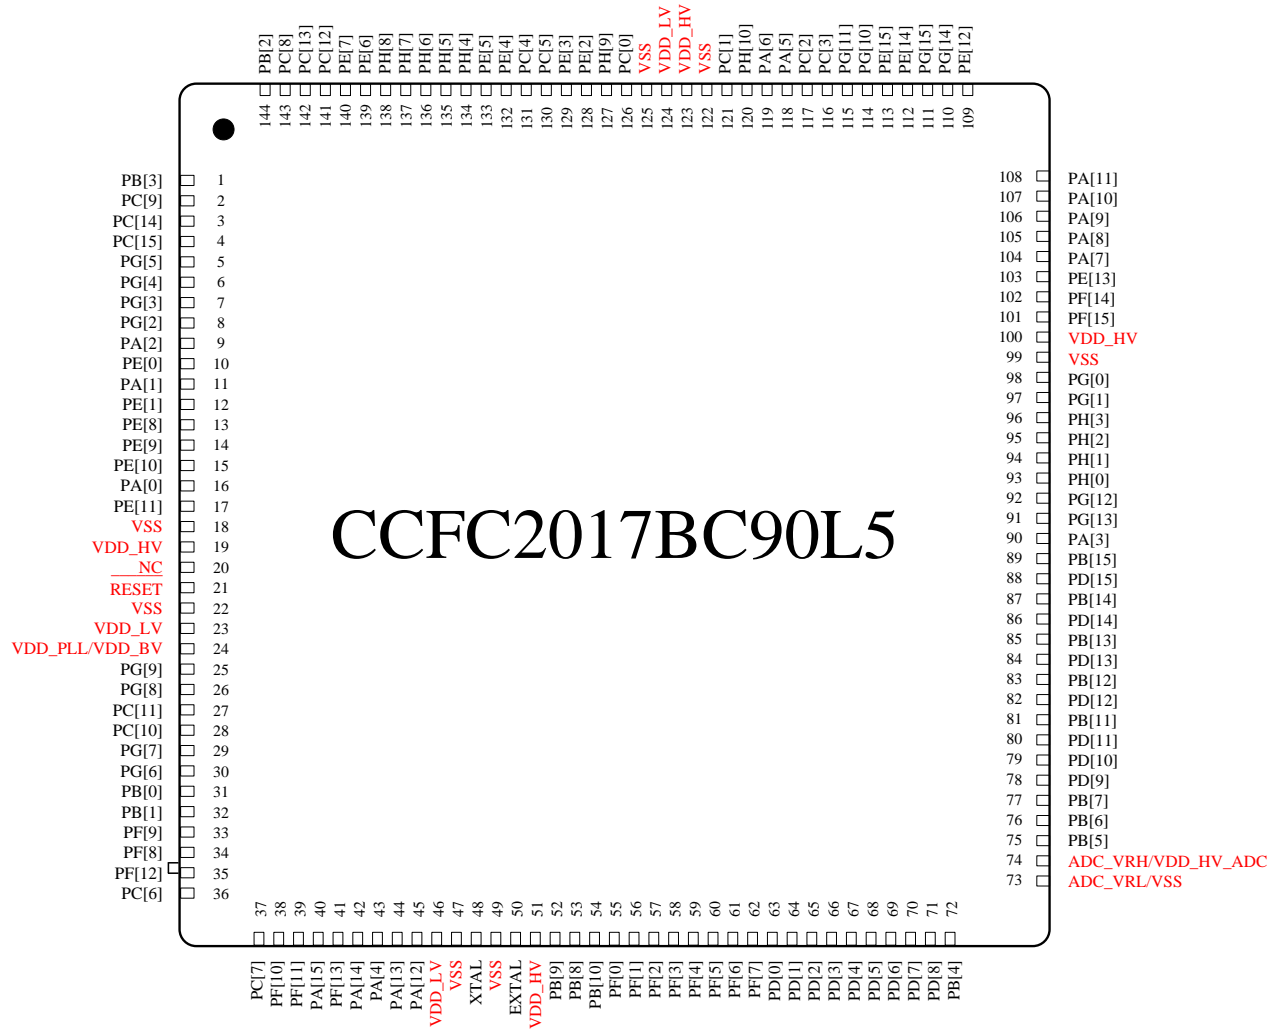 PB[2] PC[8] PC[13] PC[12] PE[7] PE[6] PH[8] PH[7] PH[6] PH[5] PH[4] PE[5] PE[4] PC[4] PC[5] PE[3] PE[2] PH[9] PC[0] VSS VDD_LV VDD_HV VSS PC[1] PH[10] PA[6] PA[5] PC[2] PC[3] PG[11] PG[10] PE[15] PE[14] PG[15] PG[14] PE[12]
144 143 142 141 140 139 138 137 136 135 134 133 132 131 130 129 128 127 126 125 124 123 122 121 120 119 118 117 116 115 114 113 112 111 110 109
PB[3] 1
PC[9] 2
PC[14] 3
PC[15] 4
PG[5] 5
PG[4] 6
PG[3] 7
PG[2] 8
PA[2] 9
PE[0] 10
PA[1] 11
PE[1] 12
PE[8] 13
PE[9] 14
PE[10] 15
PA[0] 16
PE[11] 17
VSS 18
VDD_HV 19
NC 20
RESET 21
VSS 22
VDD_LV 23
VDD_PLL/VDD_BV 24
PG[9] 25
PG[8] 26
PC[11] 27
PC[10] 28
PG[7] 29
PG[6] 30
PB[0] 31
PB[1] 32
PF[9] 33
PF[8] 34
PF[12] 35
PC[6] 36
CCFC2017BC90L5
108 PA[11]
107 PA[10]
106 PA[9]
105 PA[8]
104 PA[7]
103 PE[13]
102 PF[14]
101 PF[15]
100 VDD_HV
99 VSS
98 PG[0]
97 PG[1]
96 PH[3]
95 PH[2]
94 PH[1]
93 PH[0]
92 PG[12]
91 PG[13]
90 PA[3]
89 PB[15]
88 PD[15]
87 PB[14]
86 PD[14]
85 PB[13]
84 PD[13]
83 PB[12]
82 PD[12]
81 PB[11]
80 PD[11]
79 PD[10]
78 PD[9]
77 PB[7]
76 PB[6]
75 PB[5]
74 ADC_VRH/VDD_HV_ADC
73 ADC_VRL/VSS
37 38 39 40 41 42 43 44 45 46 47 48 49 50 51 52 53 54 55 56 57 58 59 60 61 62 63 64 65 66 67 68 69 70 71 72
PC[7] PF[10] PF[11] PA[15] PF[13] PA[14] PA[4] PA[13] PA[12] VDD_LV VSS XTAL VSS EXTAL VDD_HV PB[9] PB[8] PB[10] PF[0] PF[1] PF[2] PF[3] PF[4] PF[5] PF[6] PF[7] PD[0] PD[1] PD[2] PD[3] PD[4] PD[5] PD[6] PD[7] PD[8] PB[4]